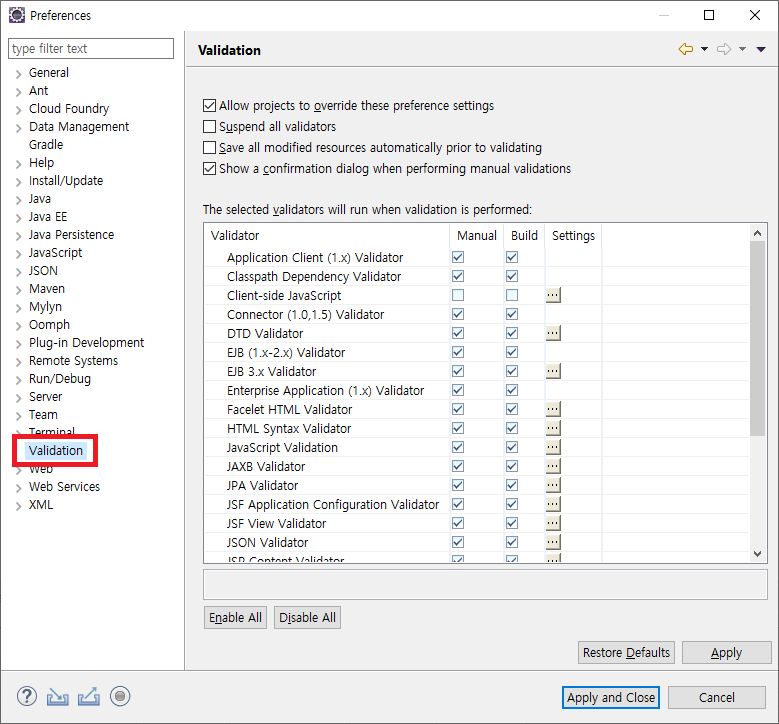 Preferences
type filter text
General
Ant
Cloud Foundry
Data Management
Gradle
Help
Install/Update
Java
Java EE
Java Persistence
JavaScript
JSON
Maven
Mylyn
Oomph
Plug-in Development
Remote Systems
Run/Debug
Server
Team
Terminal
Validation
Web
Web Services
XML
Validation
Allow projects to override these preference settings
Suspend all validators
Save all modified resources automatically prior to validating
Show a confirmation dialog when performing manual validations
The selected validators will run when validation is performed:
Validator Manual Build Settings
Application Client (1.x) Validator
Classpath Dependency Validator
Client-side JavaScript ...
Connector (1.0,1.5) Validator
DTD Validator ...
EJB (1.x-2.x) Validator
EJB 3.x Validator ...
Enterprise Application (1.x) Validator
Facelet HTML Validator ...
HTML Syntax Validator ...
JavaScript Validation ...
JAXB Validator ...
JPA Validator ...
JSF Application Configuration Validator ...
JSF View Validator ...
JSON Validator ...
JSP Content Validator ...
Enable All Disable All
Restore Defaults Apply
? Apply and Close Cancel